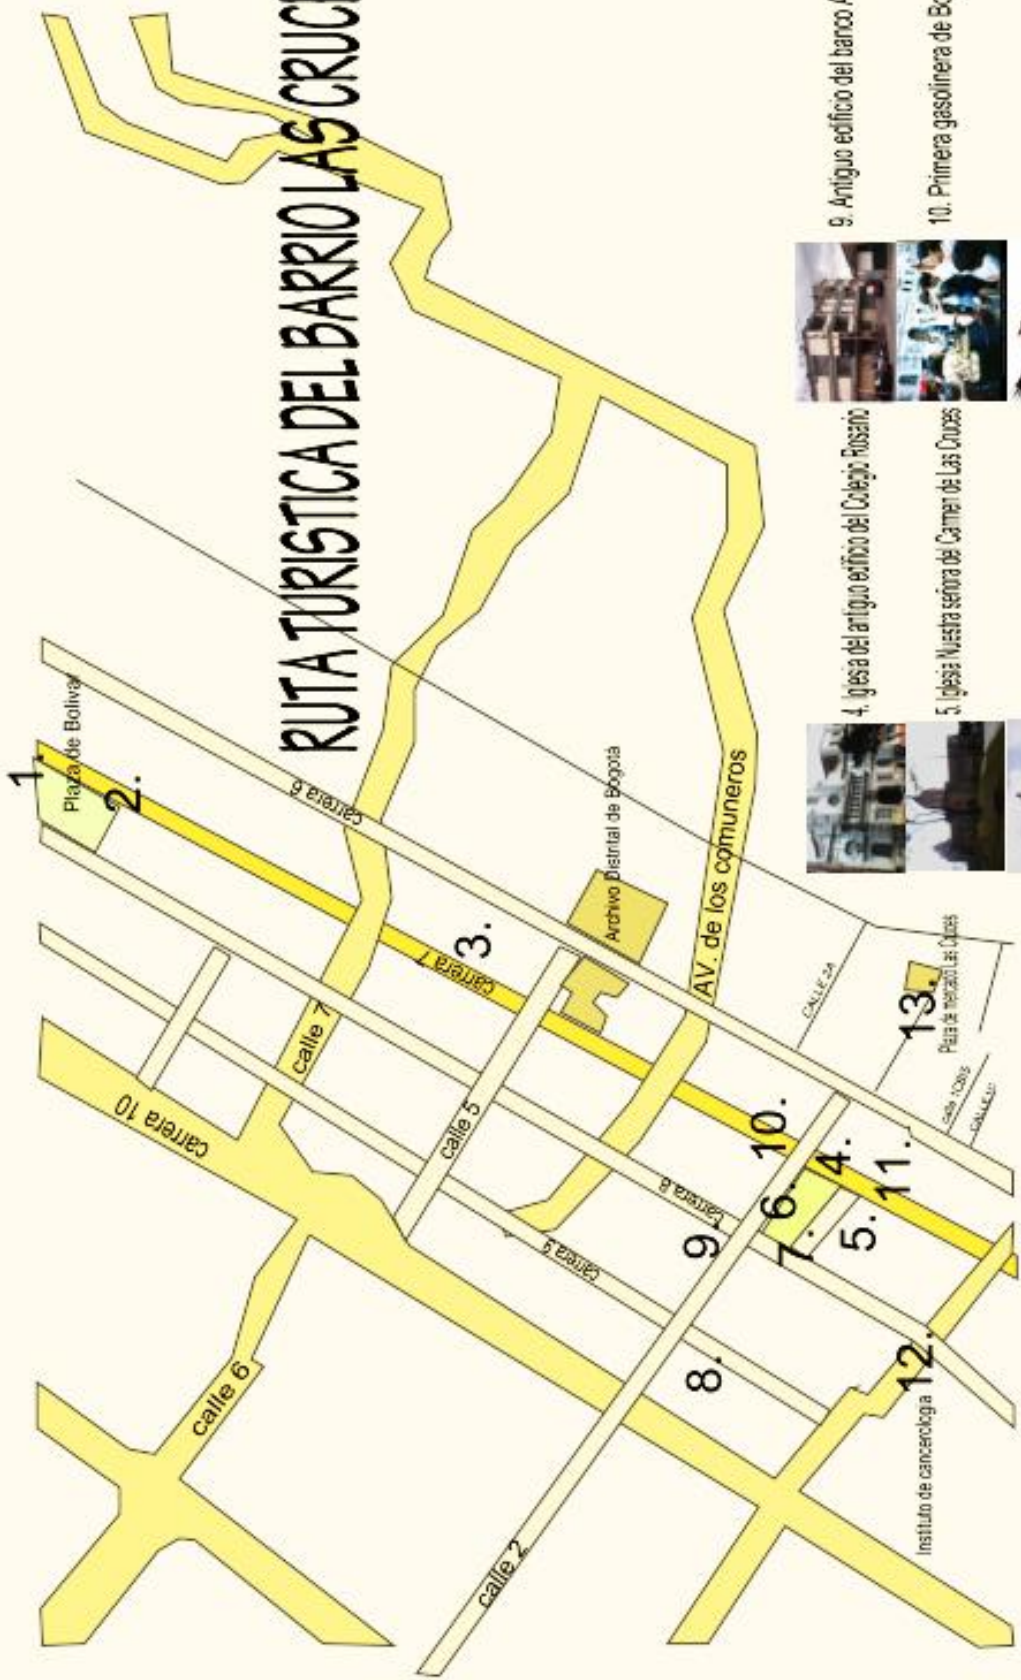 RUTA TURISTICA DEL BARRIO LAS CRUC
1.
Plaza de Bolivar
2.
carrera 6
carrera 7
3.
calle 7
carrera 10
calle 6
calle 5
Archivo Distrital de Bogotá
AV. de los comuneros
carrera 8
carrera 9
calle 2
CALLE 2A
10.
9.
6.
4.
7.
5.
11.
8.
12.
Instituto de cancerologia
13.
Plaza de mercado Las Cruces
calle 1CBIS
4. Iglesia del antiguo edificio del Colegio Rosario
5. Iglesia Nuestra señora del Carmen de Las Cruces
9. Antiguo edificio del banco A
10. Primera gasolinera de Bo